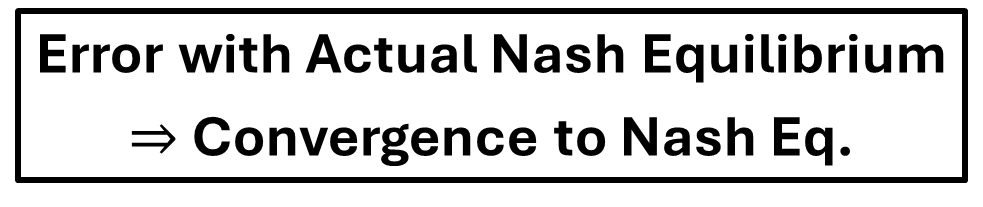 Error with Actual Nash Equilibrium
⇒ Convergence to Nash Eq.